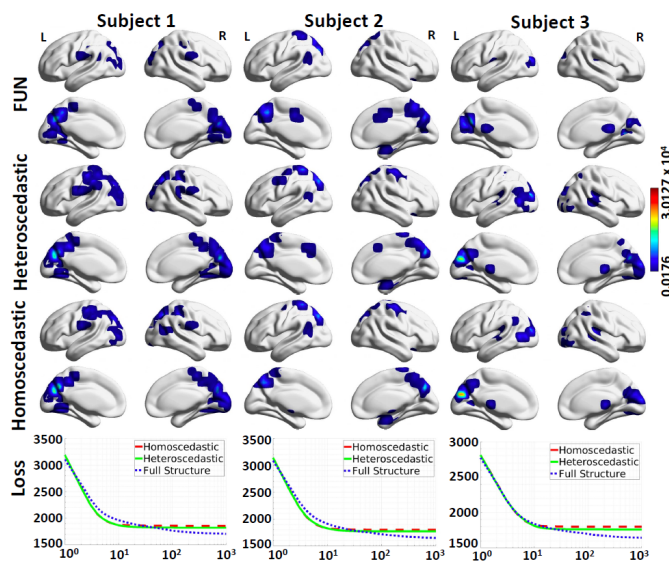 Subject 1 Subject 2 Subject 3
L R L R L R
FUN
Heteroscedastic
Homoscedastic
3.0127 x 10⁴
0.0176
Loss
3500
3000
2500
2000
1500
Homoscedastic
Heteroscedastic
Full Structure
10⁰ 10¹ 10² 10³
3500
3000
2500
2000
1500
Homoscedastic
Heteroscedastic
Full Structure
10⁰ 10¹ 10² 10³
3000
2500
2000
1500
Homoscedastic
Heteroscedastic
Full Structure
10⁰ 10¹ 10² 10³